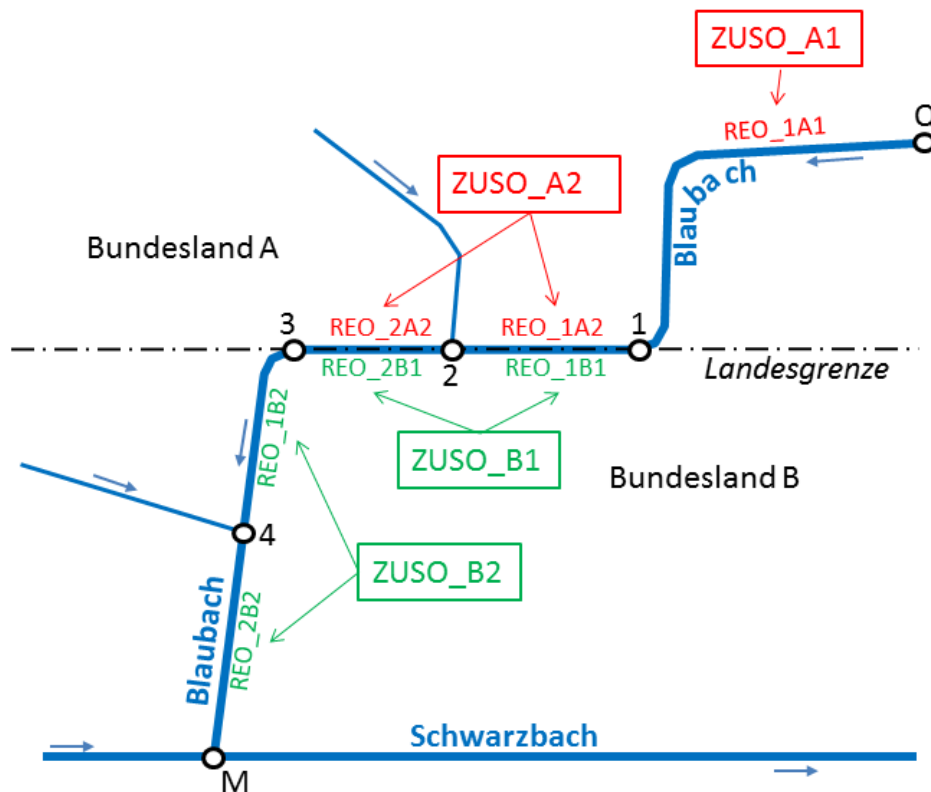 ZUSO_A1
O
REO_1A1
Blaubach
ZUSO_A2
Bundesland A
3
REO_2A2
REO_1A2
1
REO_2B1
2
REO_1B1
Landesgrenze
REO_1B2
ZUSO_B1
Bundesland B
4
ZUSO_B2
Blaubach
REO_2B2
Schwarzbach
M